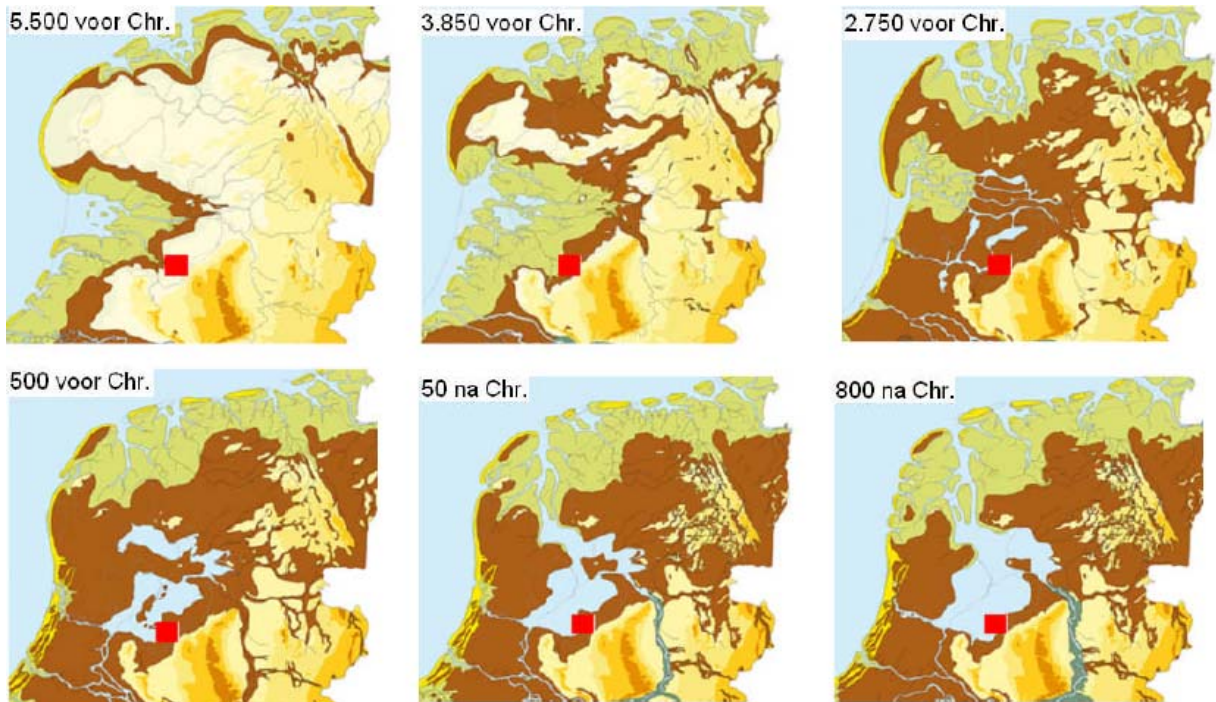 5.500 voor Chr.
3.850 voor Chr.
2.750 voor Chr.
500 voor Chr.
50 na Chr.
800 na Chr.